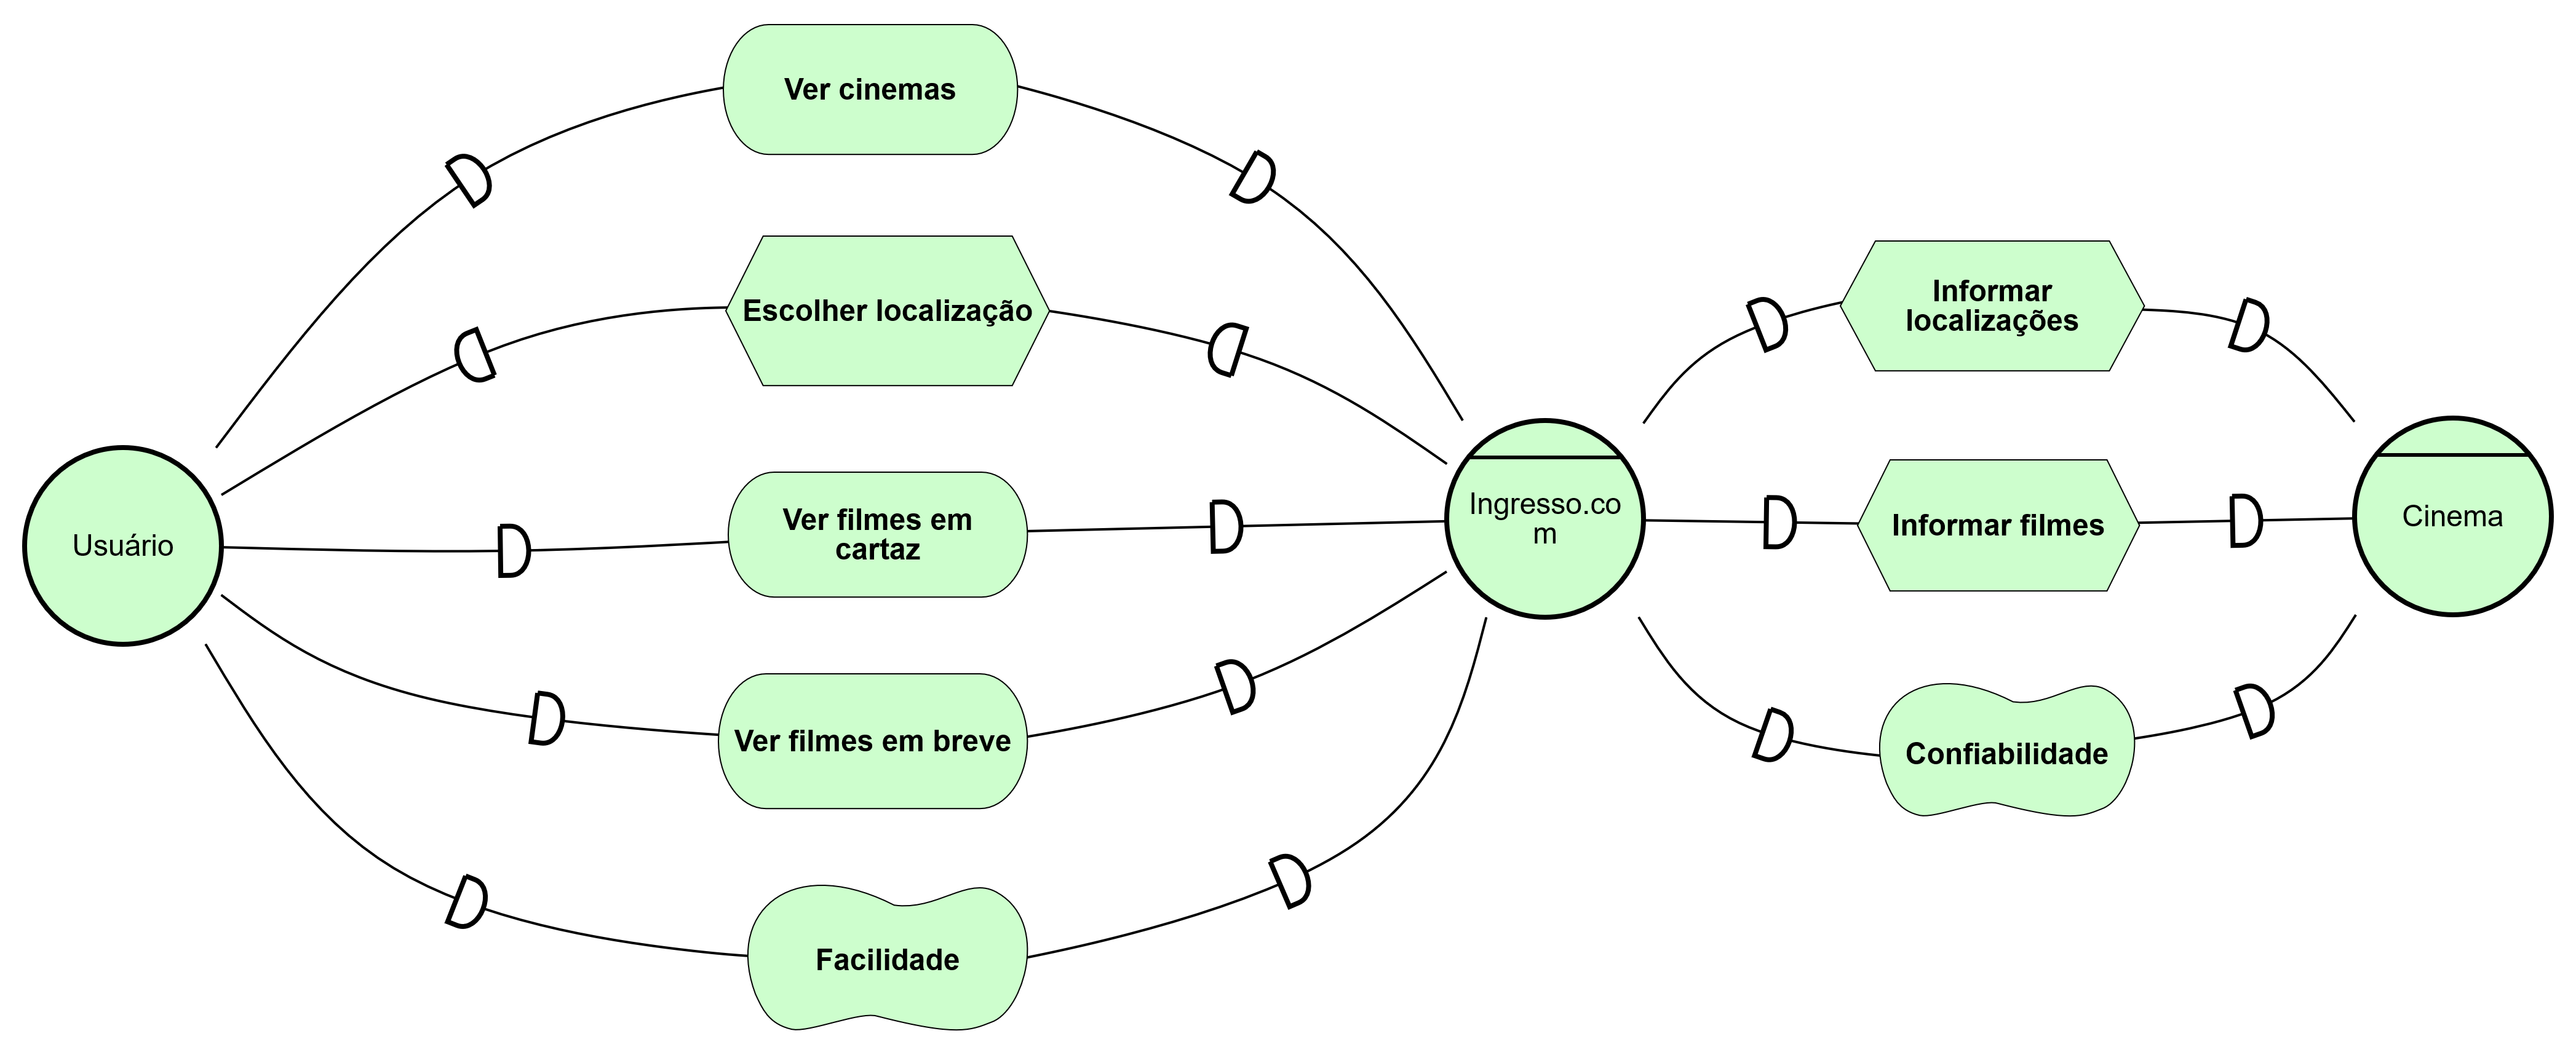 Ver cinemas
Escolher localização
Ver filmes em
cartaz
Ver filmes em breve
Facilidade
Usuário
Ingresso.co
m
Informar
localizações
Informar filmes
Confiabilidade
Cinema